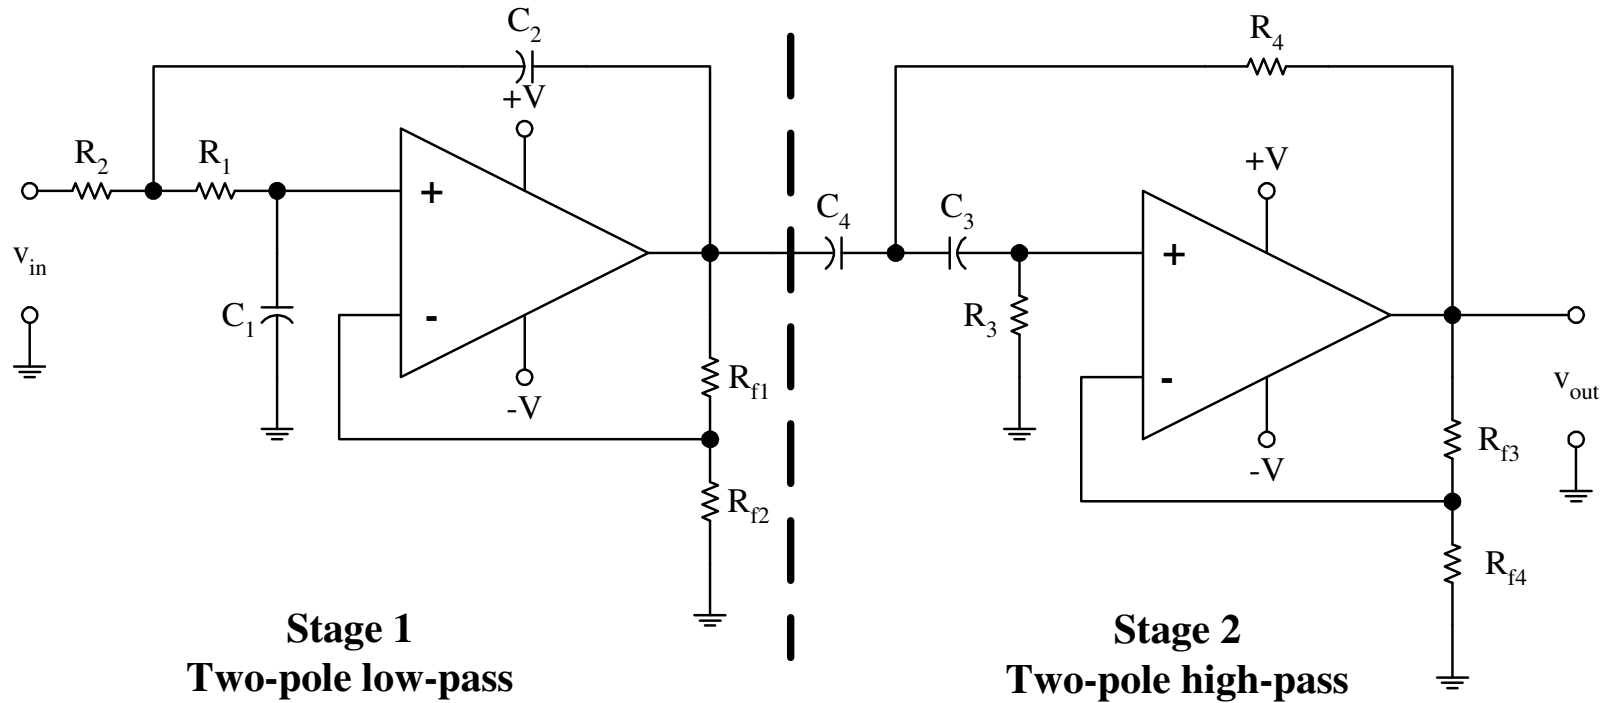 C2
+V
R2
R1
+
vin
C1
-
-V
Rf1
Rf2
Stage 1
Two-pole low-pass
R4
+V
C4
C3
+
R3
-
-V
vout
Rf3
Rf4
Stage 2
Two-pole high-pass